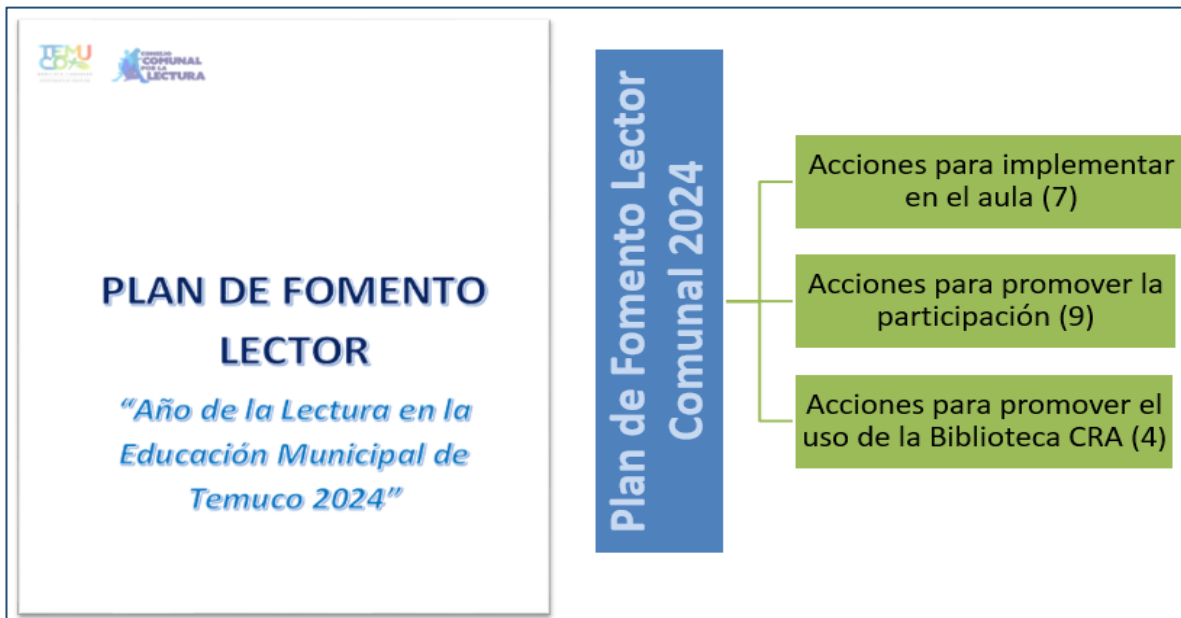 TEMU
CO
CONSEJO
COMUNAL
POR LA
LECTURA
PLAN DE FOMENTO
LECTOR
“Año de la Lectura en la
Educación Municipal de
Temuco 2024”
Plan de Fomento Lector
Comunal 2024
Acciones para implementar
en el aula (7)
Acciones para promover la
participación (9)
Acciones para promover el
uso de la Biblioteca CRA (4)